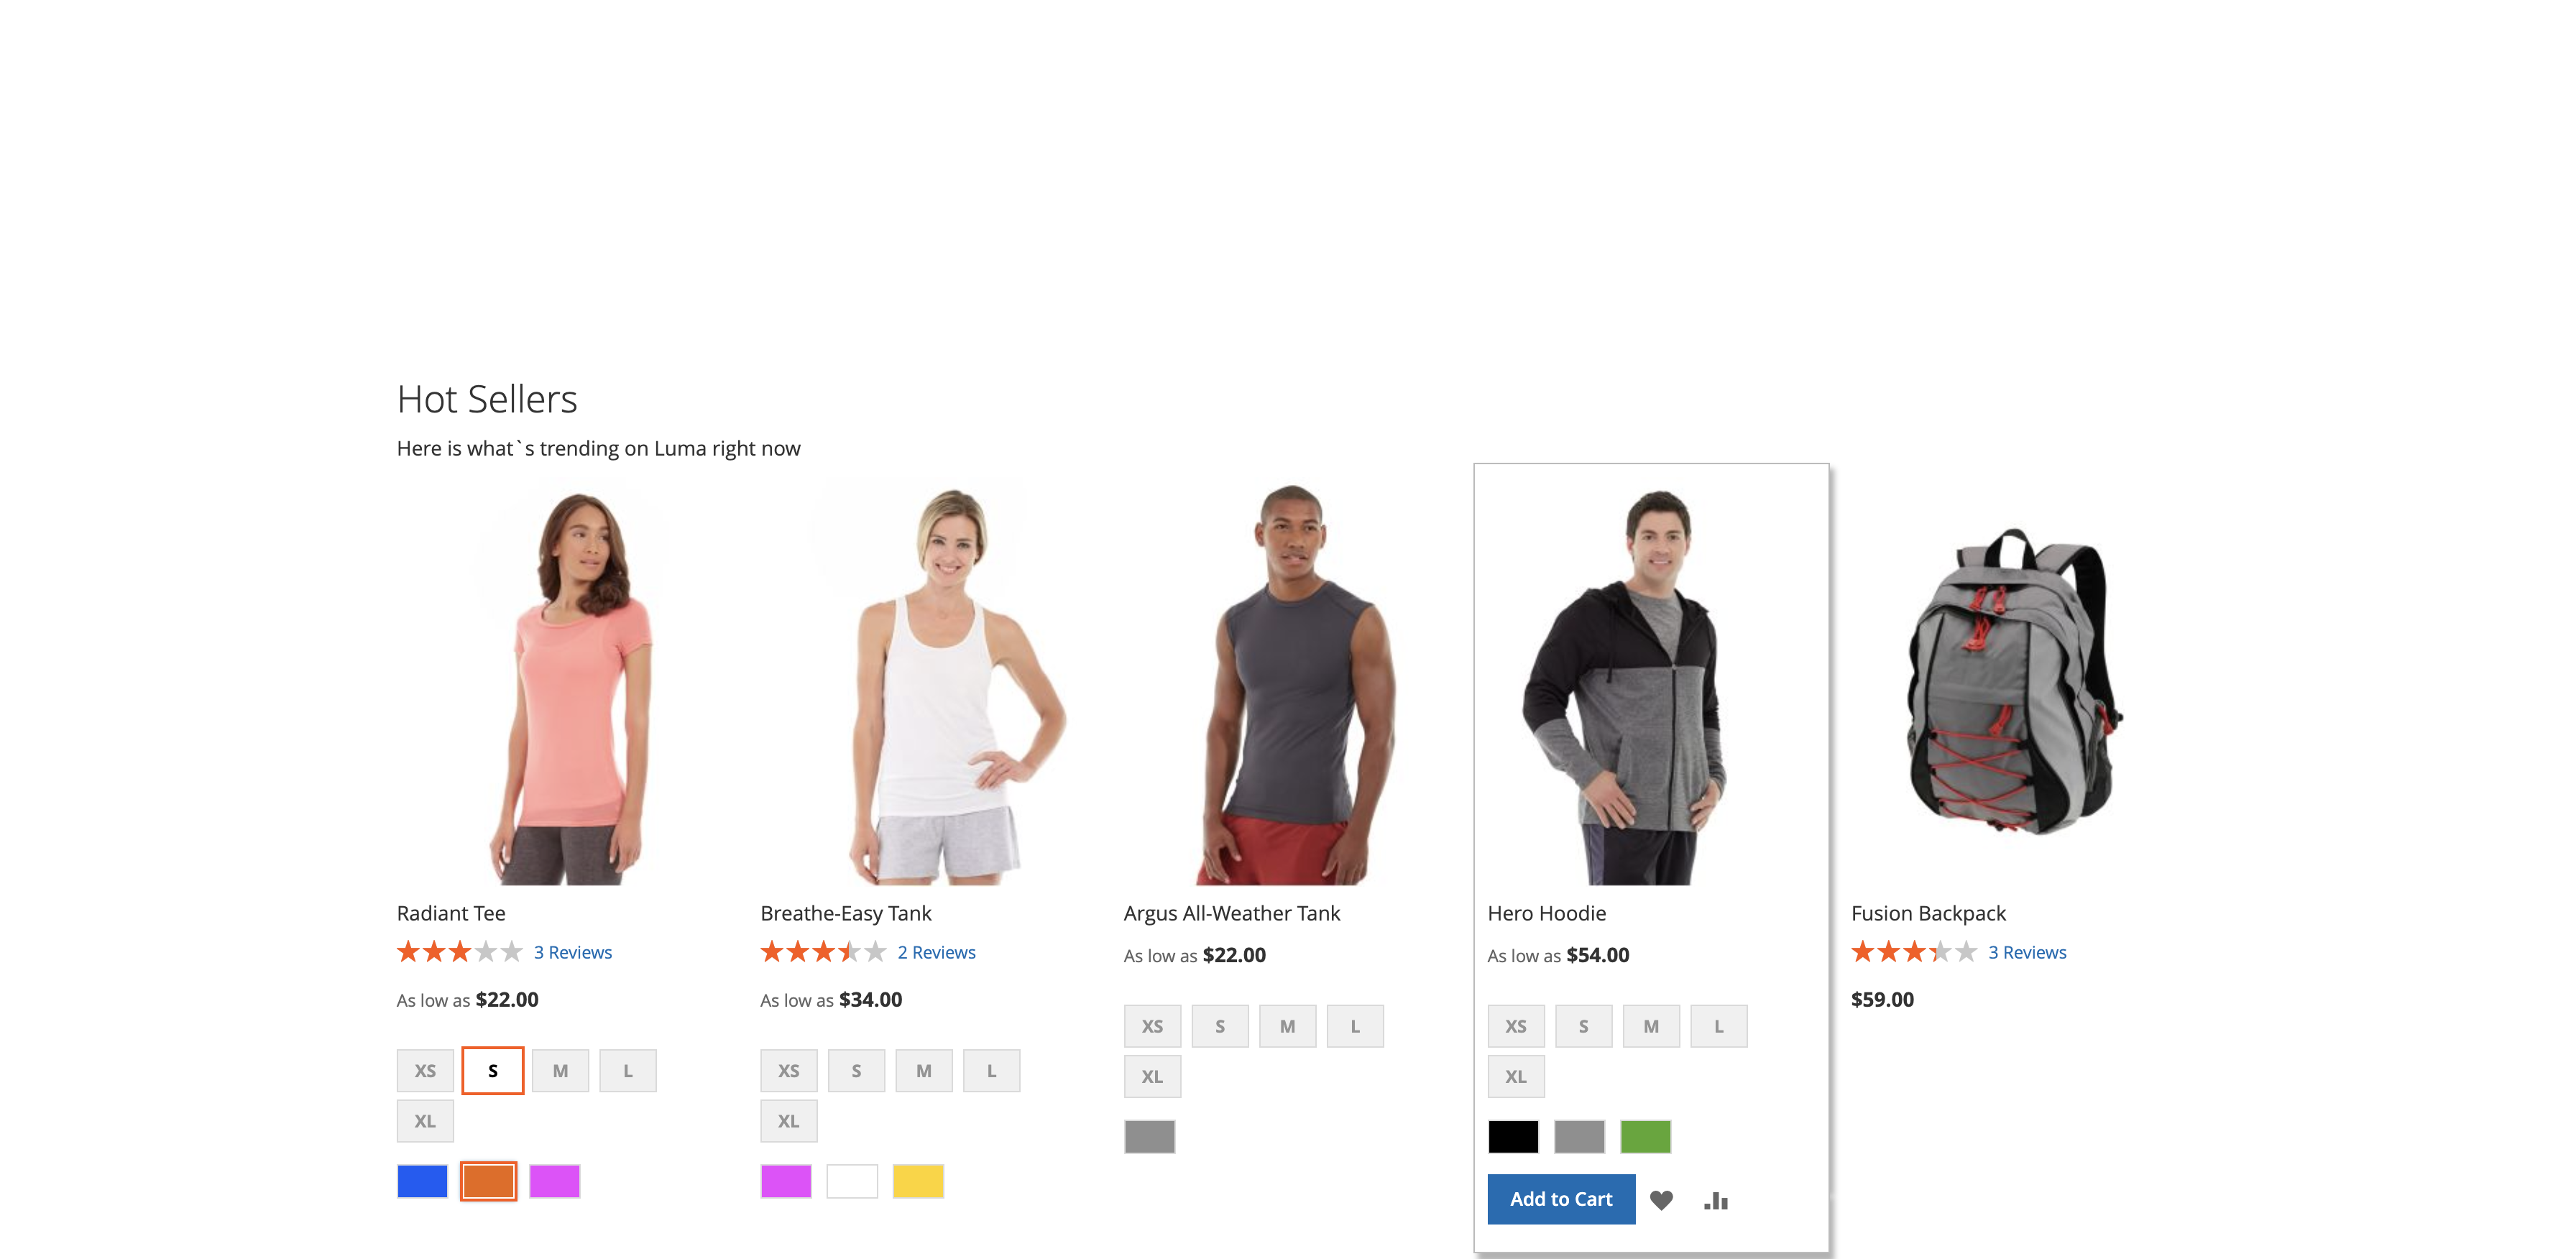 Hot Sellers
Here is what`s trending on Luma right now
Radiant Tee
3 Reviews
As low as $22.00
XS S M L
XL
Breathe-Easy Tank
2 Reviews
As low as $34.00
XS S M L
XL
Argus All-Weather Tank
As low as $22.00
XS S M L
XL
Hero Hoodie
As low as $54.00
XS S M L
XL
Add to Cart
Fusion Backpack
3 Reviews
$59.00